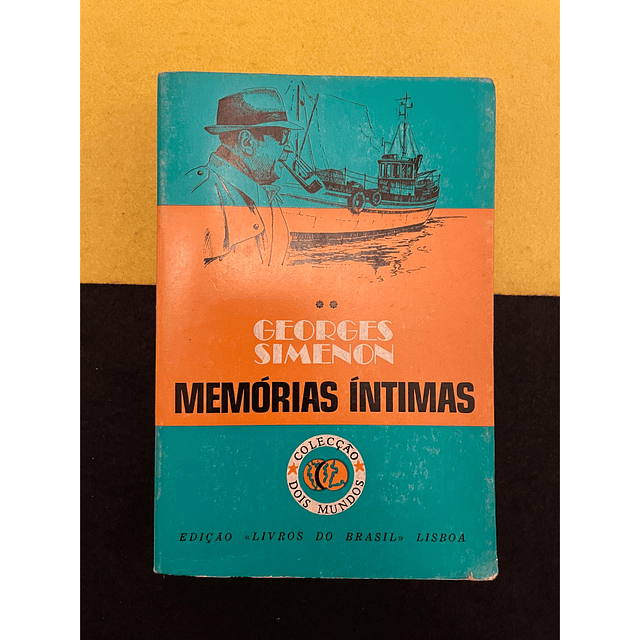 **
GEORGES
SIMENON
MEMÓRIAS ÍNTIMAS
COLECÇÃO
DOIS MUNDOS
EDIÇÃO «LIVROS DO BRASIL» LISBOA